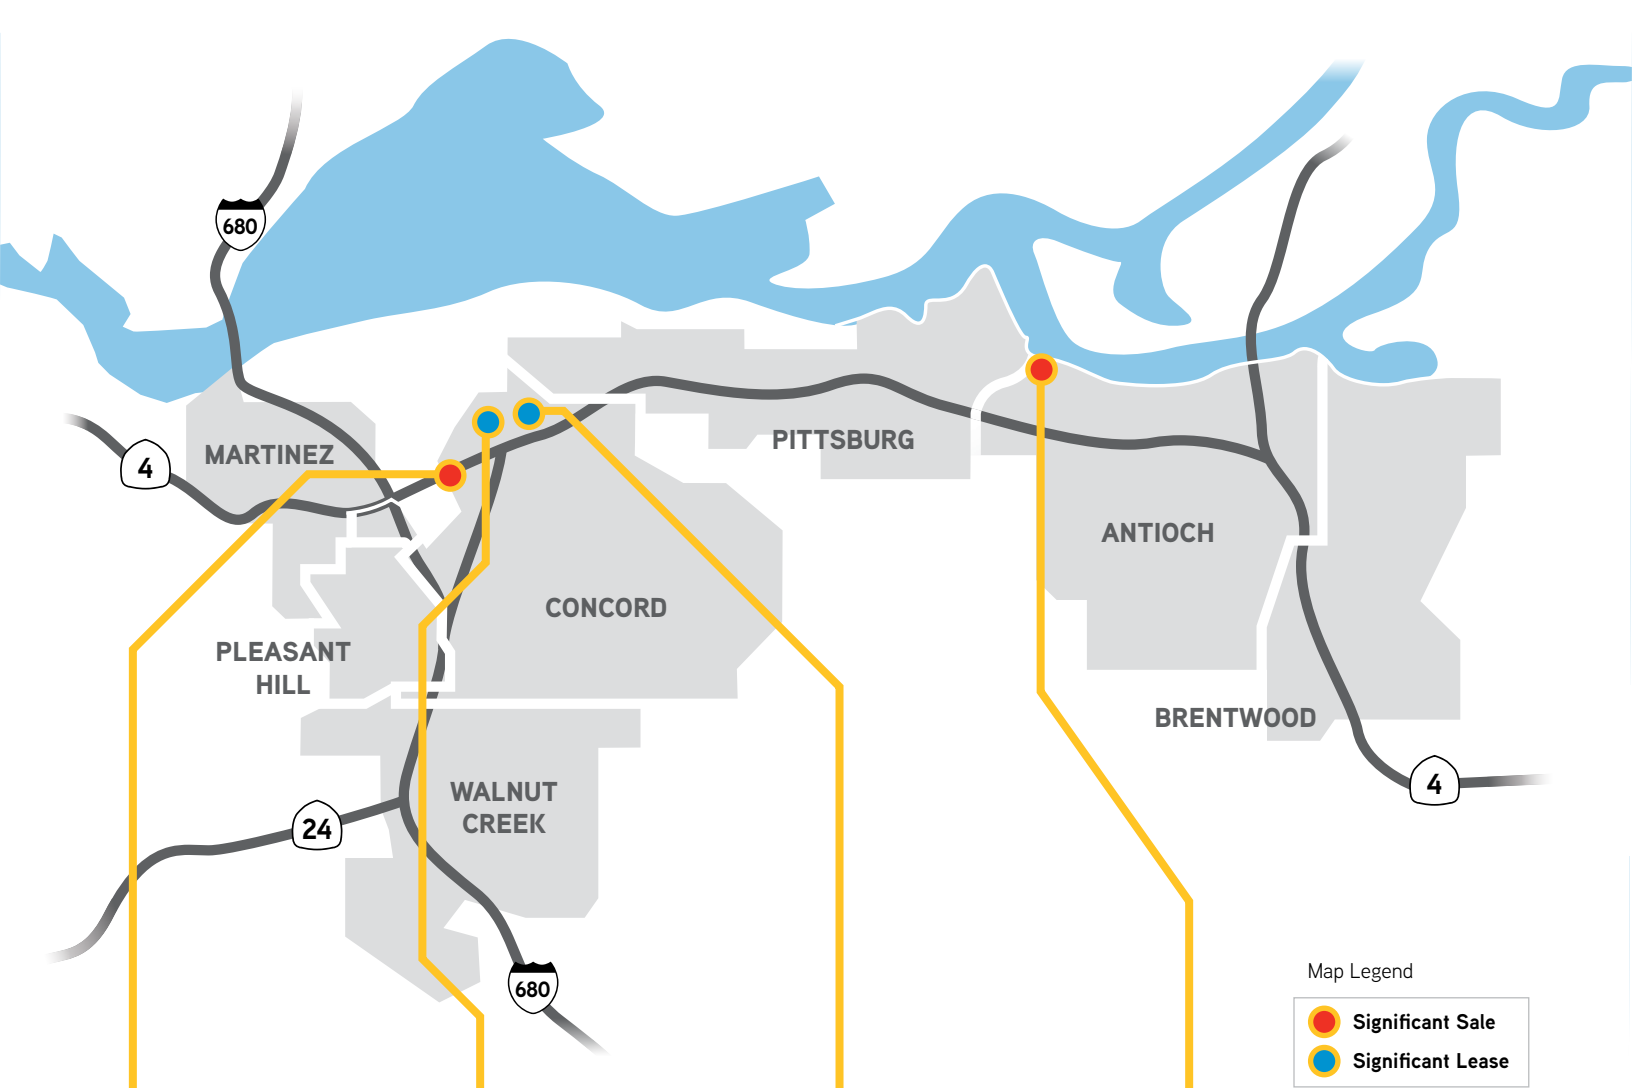 680
MARTINEZ
4
PITTSBURG
ANTIOCH
CONCORD
PLEASANT
HILL
BRENTWOOD
4
WALNUT
CREEK
24
680
Map Legend
Significant Sale
Significant Lease